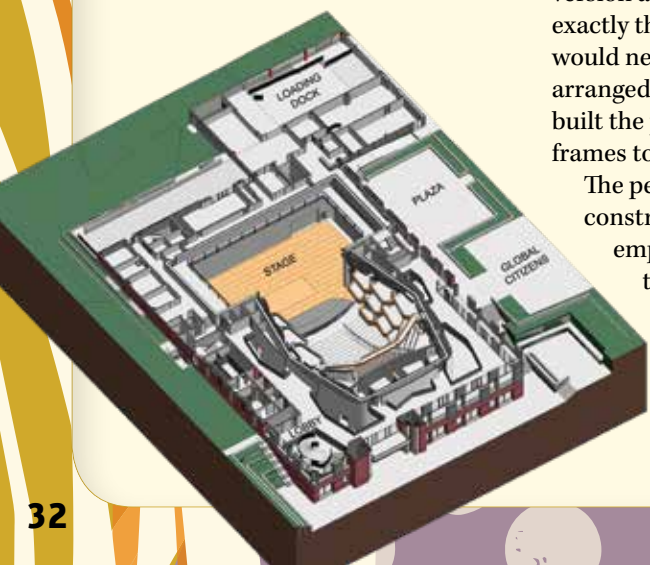 exactly th
would ne
arranged
built the
frames to
The pe
constr
emp
t
LOADING
DOCK
PLAZA
GLOBAL
CITIZENS
STAGE
LOBBY
32